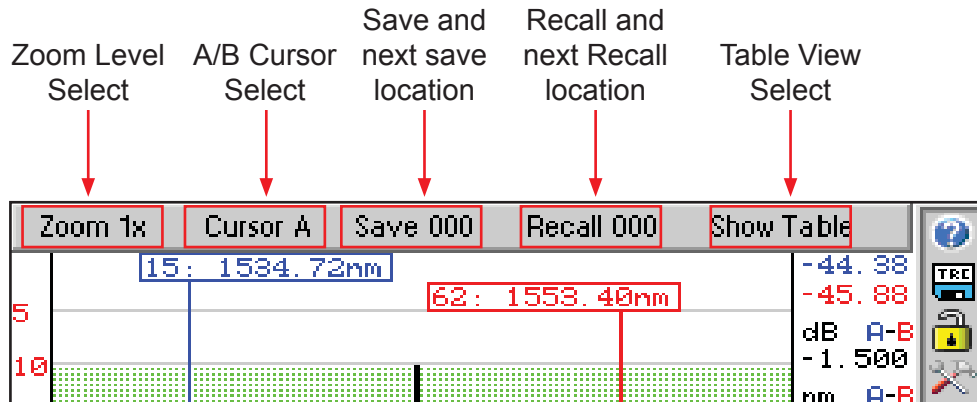 Zoom Level Select
A/B Cursor Select
Save and next save location
Recall and next Recall location
Table View Select
Zoom 1x
Cursor A
Save 000
Recall 000
Show Table
15: 1534.72nm
62: 1553.40nm
-44.38
-45.88
TRC
5
dB A-B
-1.500
10
nm A-B